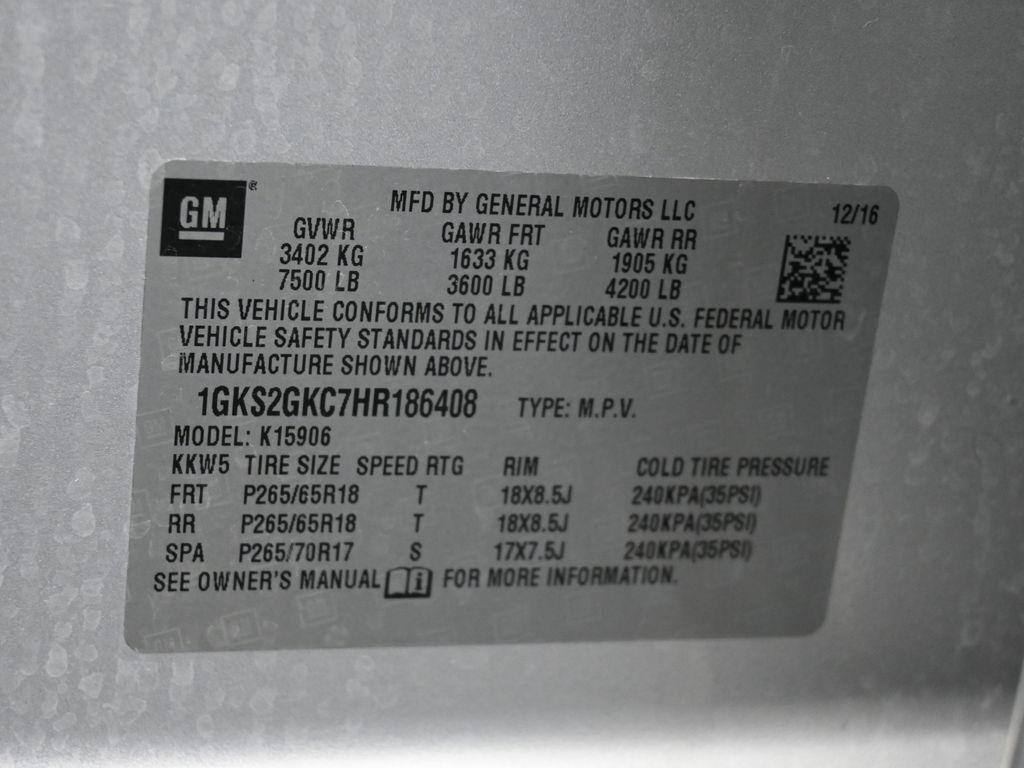 GM ®
MFD BY GENERAL MOTORS LLC 12/16
GVWR GAWR FRT GAWR RR
3402 KG 1633 KG 1905 KG
7500 LB 3600 LB 4200 LB
THIS VEHICLE CONFORMS TO ALL APPLICABLE U.S. FEDERAL MOTOR
VEHICLE SAFETY STANDARDS IN EFFECT ON THE DATE OF
MANUFACTURE SHOWN ABOVE.
1GKS2GKC7HR186408 TYPE: M.P.V.
MODEL: K15906
KKW5 TIRE SIZE SPEED RTG RIM COLD TIRE PRESSURE
FRT P265/65R18 T 18X8.5J 240KPA(35PSI)
RR P265/65R18 T 18X8.5J 240KPA(35PSI)
SPA P265/70R17 S 17X7.5J 240KPA(35PSI)
SEE OWNER'S MANUAL i FOR MORE INFORMATION.